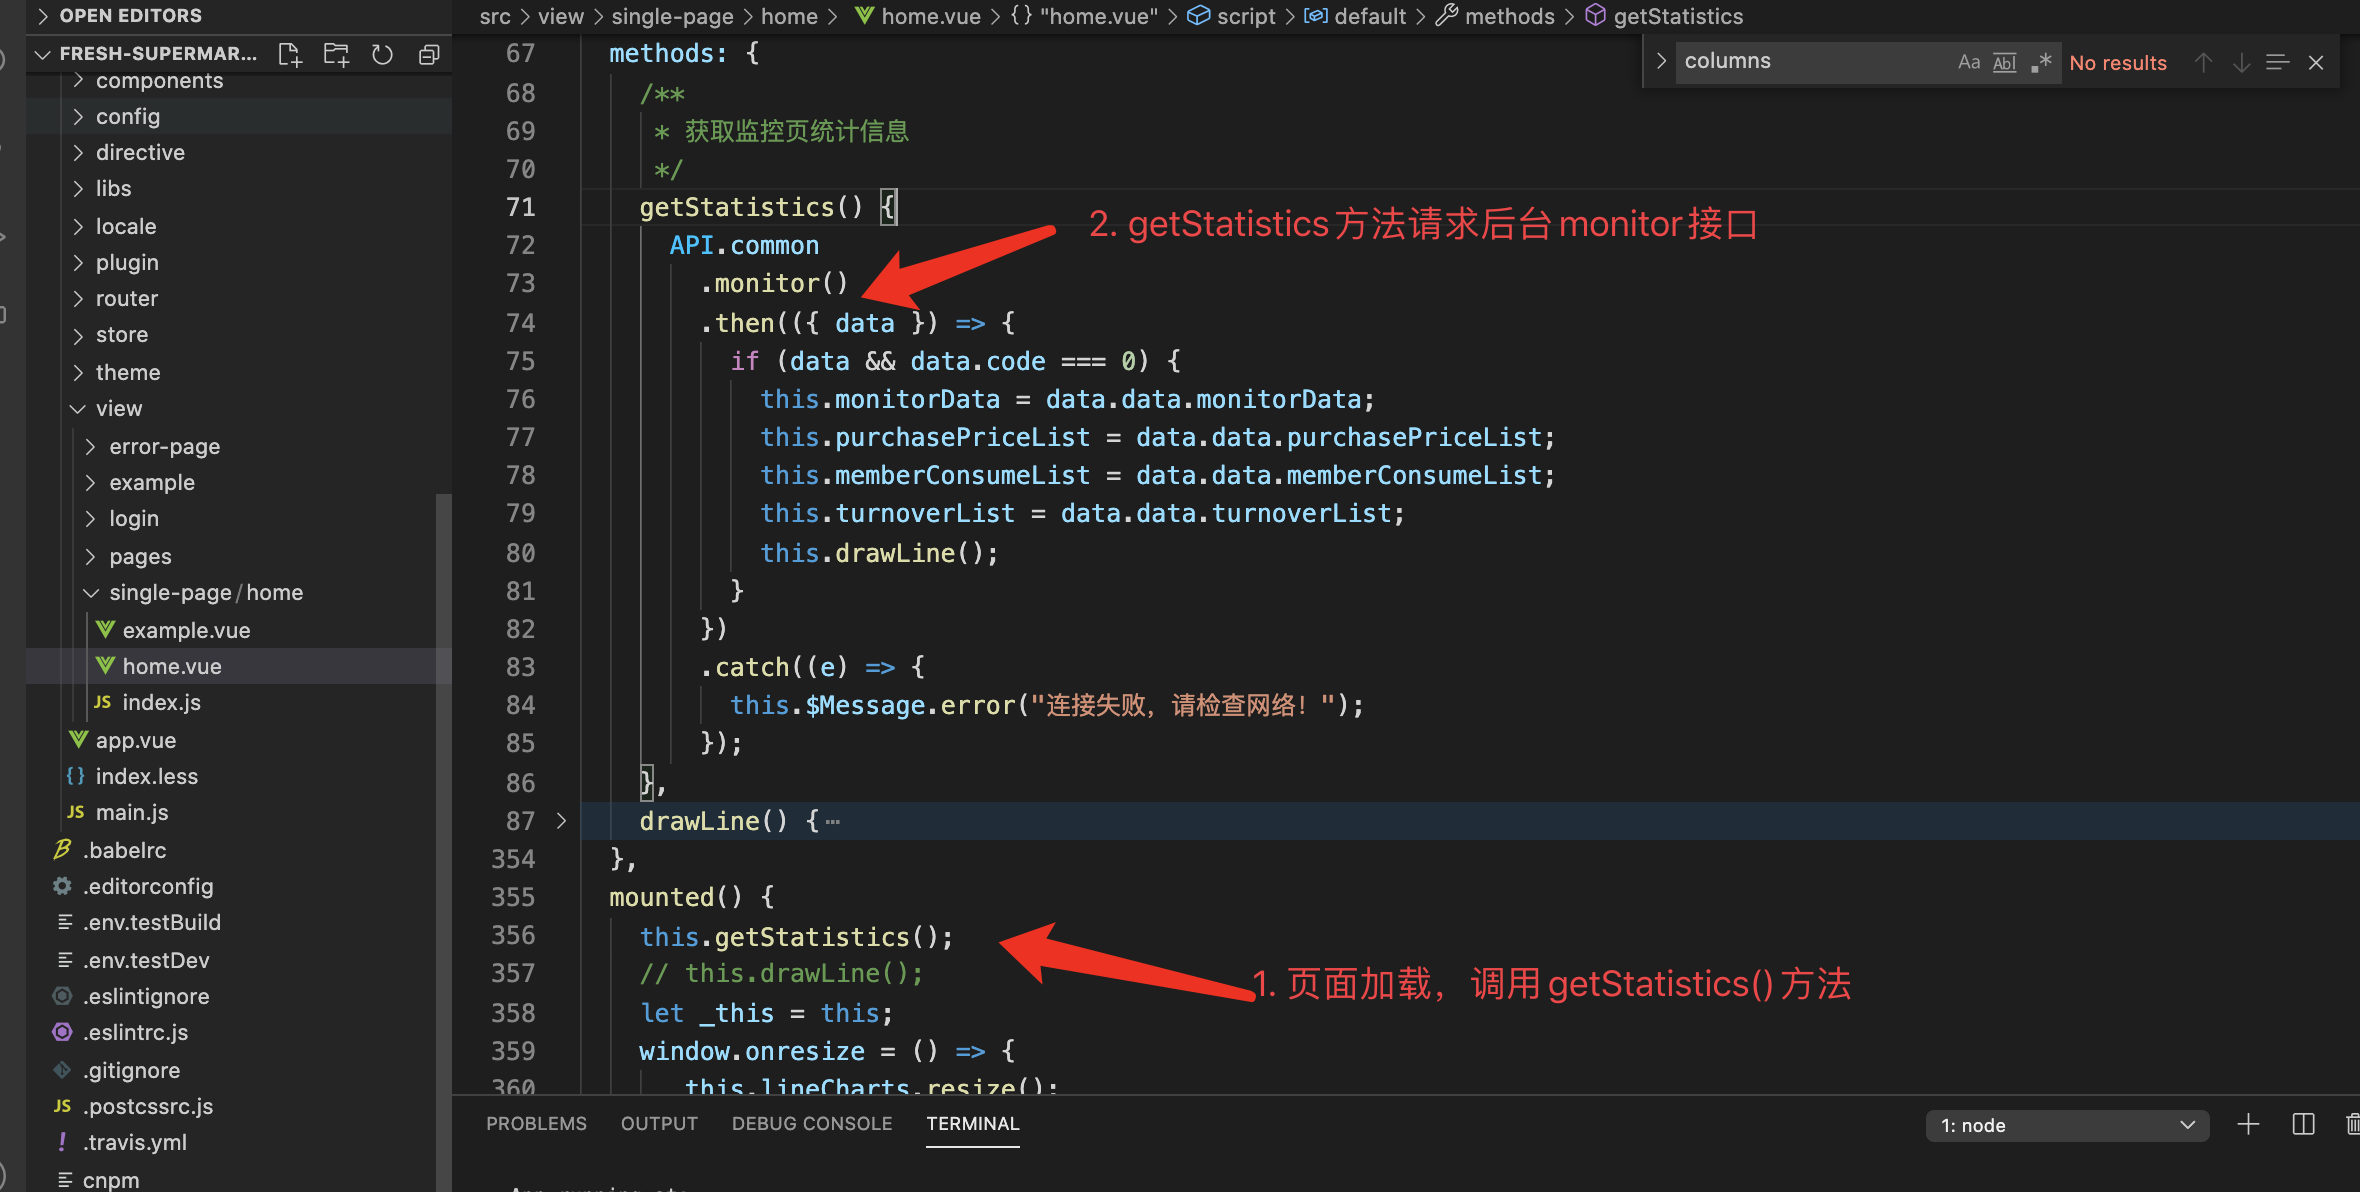 OPEN EDITORS
FRESH-SUPERMAR...
components
config
directive
libs
locale
plugin
router
store
theme
view
error-page
example
login
pages
single-page/home
example.vue
home.vue
JS index.js
app.vue
{} index.less
JS main.js
.babelrc
.editorconfig
.env.testBuild
.env.testDev
.eslintignore
.eslintrc.js
.gitignore
JS .postcssrc.js
! .travis.yml
cnpm
src > view > single-page > home > home.vue > {} "home.vue" > script > default > methods > getStatistics
columns Aa Abl .* No results
67 methods: {
68 /**
69 * 获取监控页统计信息
70 */
71 getStatistics() {
2. getStatistics方法请求后台monitor接口
72 API.common
73 .monitor()
74 .then(({ data }) => {
75 if (data && data.code === 0) {
76 this.monitorData = data.data.monitorData;
77 this.purchasePriceList = data.data.purchasePriceList;
78 this.memberConsumeList = data.data.memberConsumeList;
79 this.turnoverList = data.data.turnoverList;
80 this.drawLine();
81 }
82 })
83 .catch((e) => {
84 this.$Message.error("连接失败，请检查网络！");
85 });
86 },
87 drawLine() {…
354 },
355 mounted() {
356 this.getStatistics();
357 // this.drawLine();
1. 页面加载，调用getStatistics()方法
358 let _this = this;
359 window.onresize = () => {
360 this.lineCharts.resize();
PROBLEMS OUTPUT DEBUG CONSOLE TERMINAL 1: node